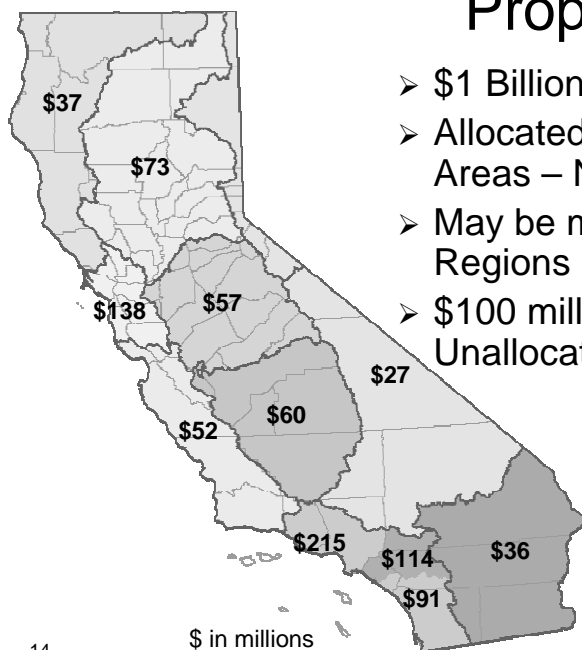 Prop
➢ $1 Billion
➢ Allocated
Areas – N
➢ May be m
Regions
➢ $100 mill
Unallocat
$37
$73
$138
$57
$27
$60
$52
$215
$114
$36
$91
$ in millions
14